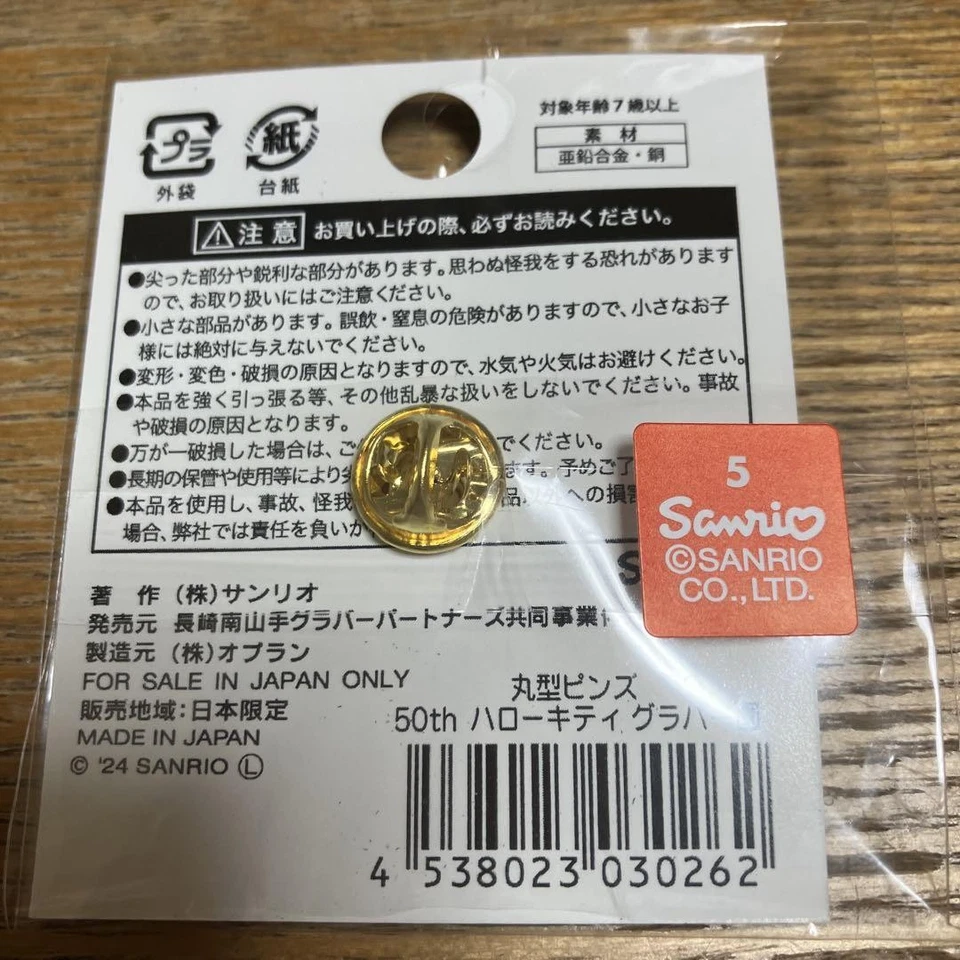 プラ
外袋
紙
台紙
対象年齢7歳以上
素 材
亜鉛合金・銅
注意 お買い上げの際、必ずお読みください。
●尖った部分や鋭利な部分があります。思わぬ怪我をする恐れがあります
ので、お取り扱いにはご注意ください。
●小さな部品があります。誤飲・窒息の危険がありますので、小さなお子
様には絶対に与えないでください。
●変形・変色・破損の原因となりますので、水気や火気はお避けください。
●本品を強く引っ張る等、その他乱暴な扱いをしないでください。事故
や破損の原因となります。
●万が一破損した場合は、ご でください。
●長期の保管や使用等により劣 ます。予めご了
●本品を使用し、事故、怪我 品以外への損害
場合、弊社では責任を負いか
5
Sanrio
©SANRIO
CO.,LTD.
著 作 (株)サンリオ
発売元 長崎南山手グラバーパートナーズ共同事業
製造元 (株)オプラン
FOR SALE IN JAPAN ONLY
販売地域:日本限定
MADE IN JAPAN
© '24 SANRIO Ⓛ
丸型ピンズ
50th ハローキティ グラバ
4 538023 030262